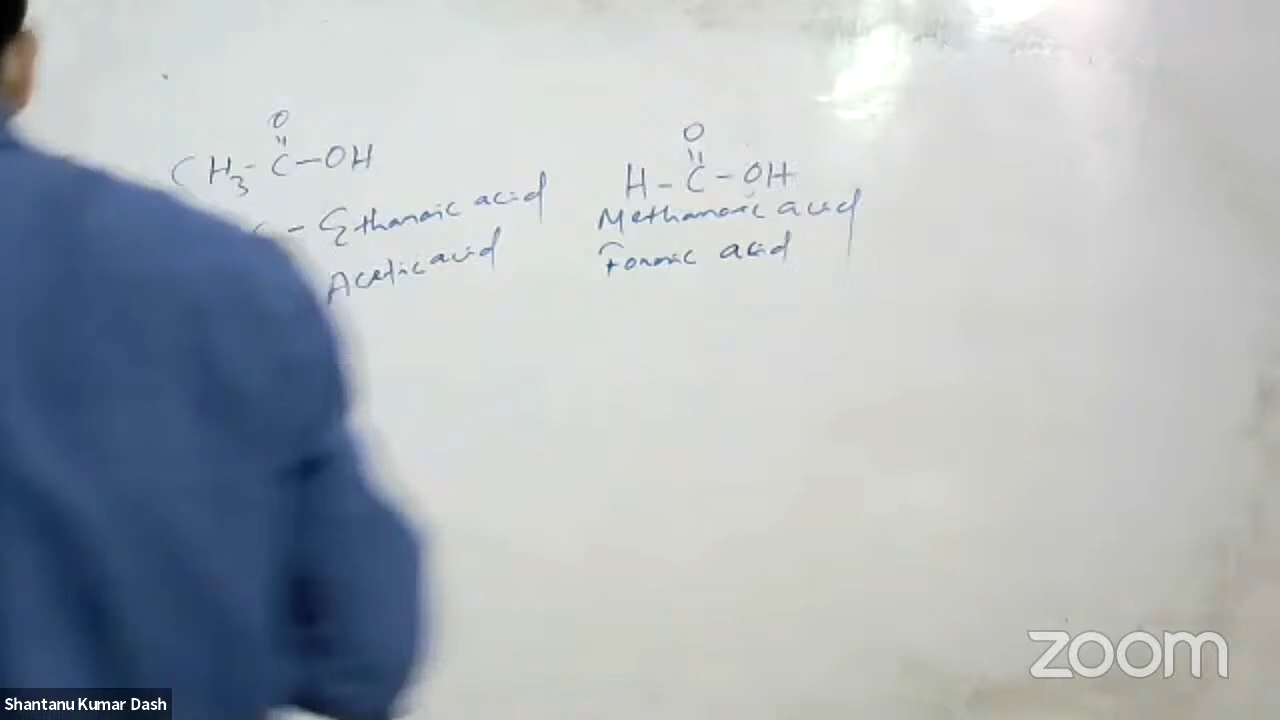 O
"
CH3-C-OH
- Ethanoic acid
Acetic acid
O
"
H-C-OH
Methanoic acid
Formic acid
zoom
Shantanu Kumar Dash